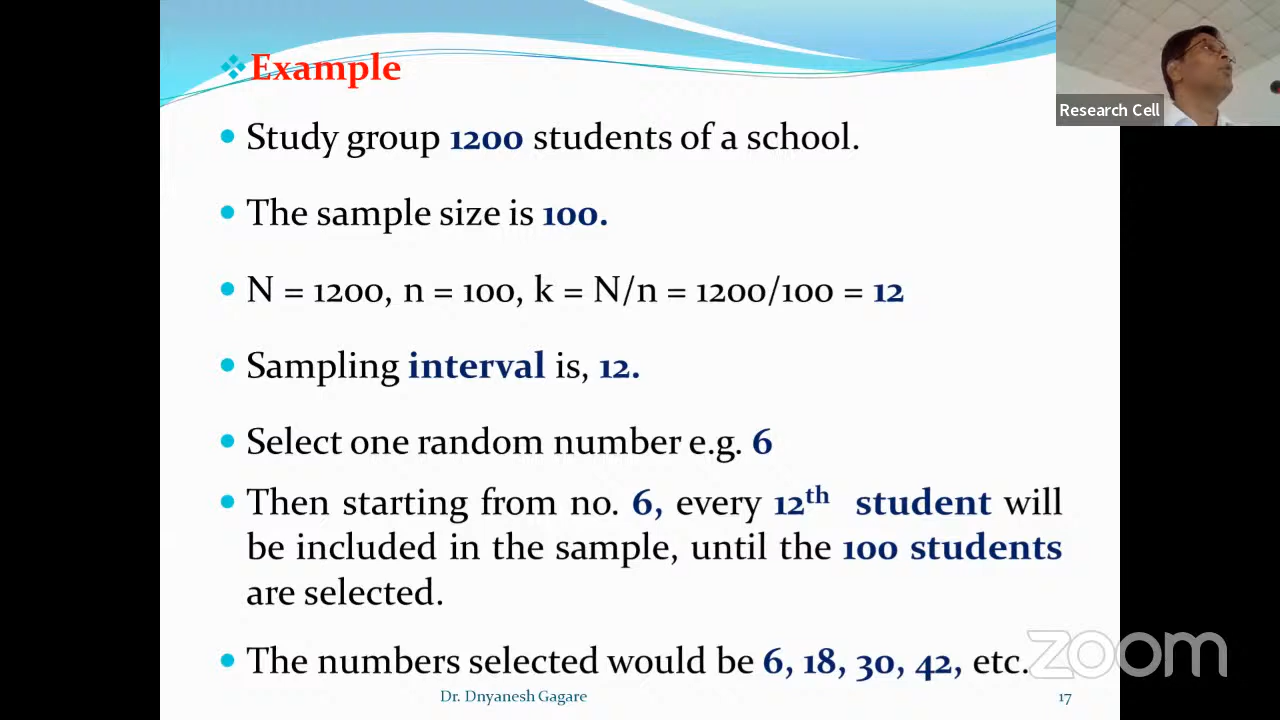 Example
Research Cell
Study group 1200 students of a school.
The sample size is 100.
N = 1200, n = 100, k = N/n = 1200/100 = 12
Sampling interval is, 12.
Select one random number e.g. 6
Then starting from no. 6, every 12th student will
be included in the sample, until the 100 students
are selected.
The numbers selected would be 6, 18, 30, 42, etc.
zoom
Dr. Dnyanesh Gagare
17